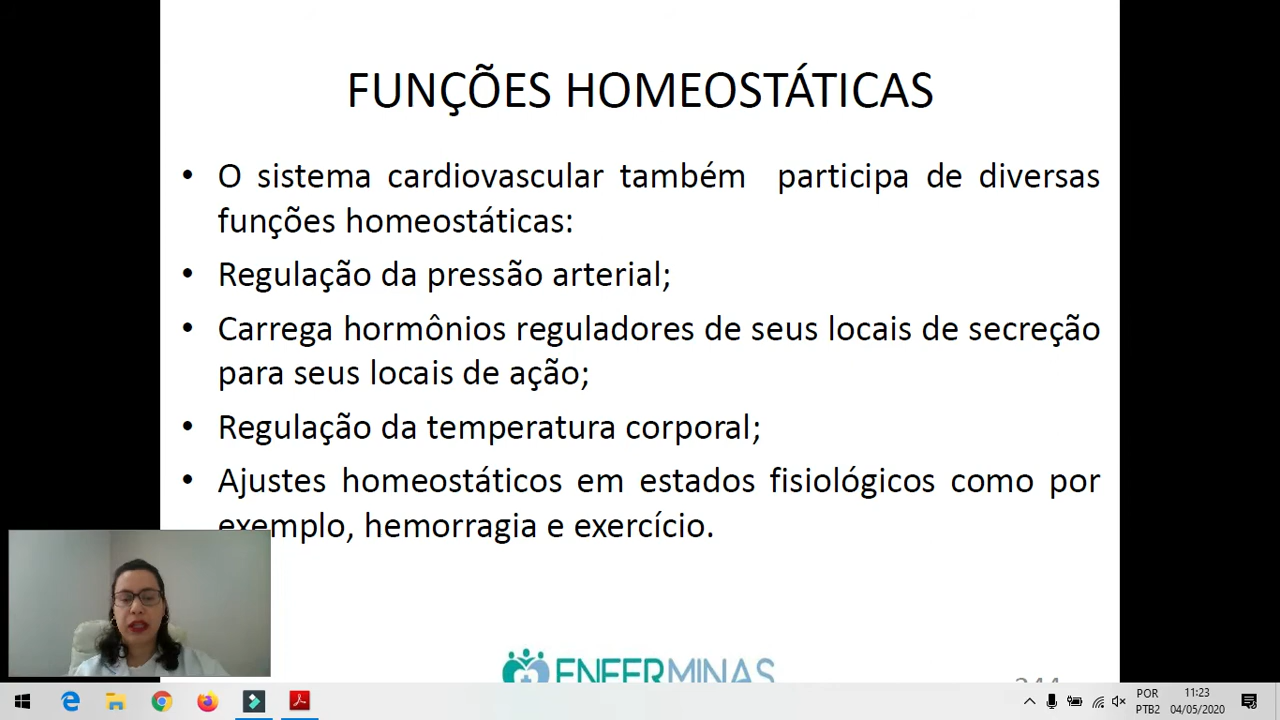 FUNÇÕES HOMEOSTÁTICAS
• O sistema cardiovascular também participa de diversas
funções homeostáticas:
• Regulação da pressão arterial;
• Carrega hormônios reguladores de seus locais de secreção
para seus locais de ação;
• Regulação da temperatura corporal;
• Ajustes homeostáticos em estados fisiológicos como por
exemplo, hemorragia e exercício.
ENFERMINAS
POR
PTB2
11:23
04/05/2020